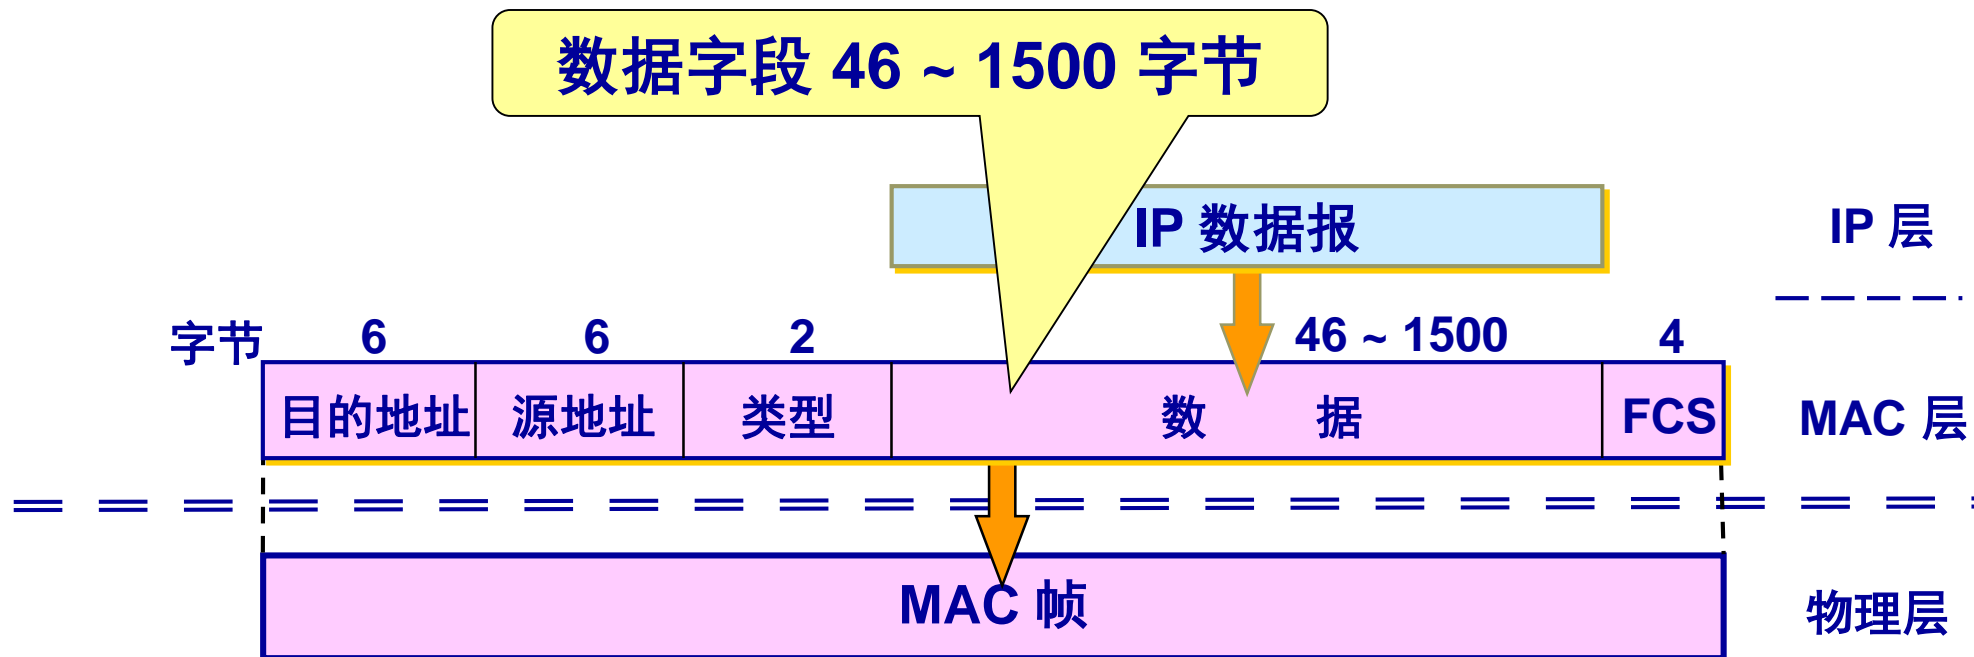 数据字段 46 ~ 1500 字节
IP 数据报
IP 层
字节 6 6 2 46 ~ 1500 4
目的地址 源地址 类型 数 据 FCS MAC 层
MAC 帧
物理层